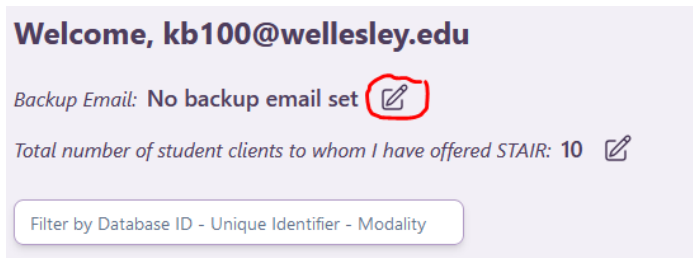 Welcome, kb100@wellesley.edu
Backup Email: No backup email set
Total number of student clients to whom I have offered STAIR: 10
Filter by Database ID - Unique Identifier - Modality